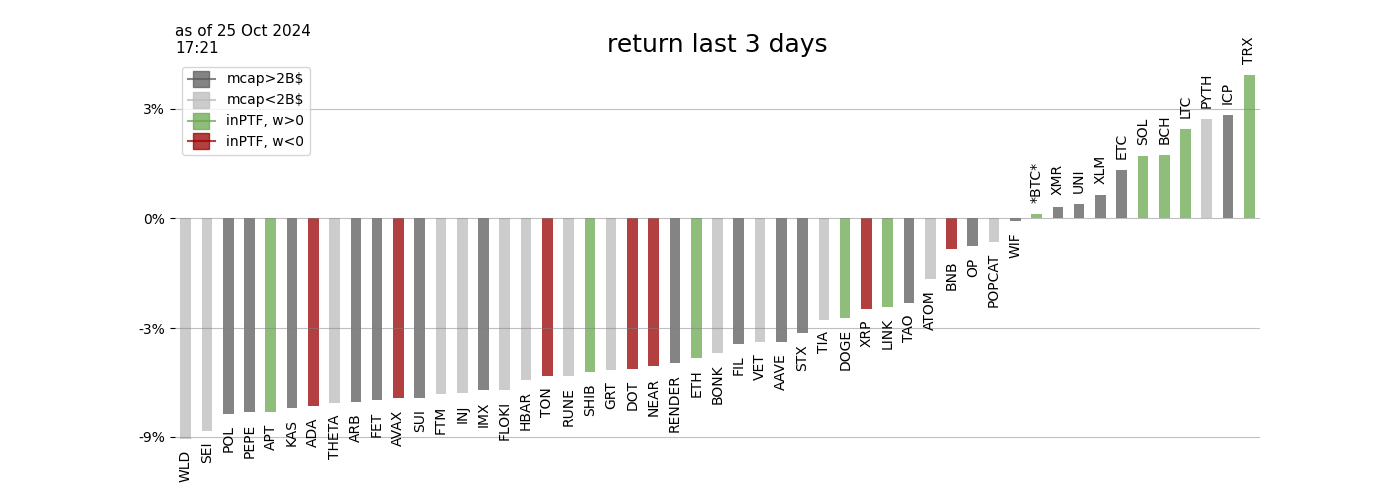 as of 25 Oct 2024
17:21
return last 3 days
mcap>2B$
mcap<2B$
inPTF, w>0
inPTF, w<0
3%
0%
-3%
-9%
WLD
SEI
POL
PEPE
APT
KAS
ADA
THETA
ARB
FET
AVAX
SUI
FTM
INJ
IMX
FLOKI
HBAR
TON
RUNE
SHIB
GRT
DOT
NEAR
RENDER
ETH
BONK
FIL
VET
AAVE
STX
TIA
DOGE
XRP
LINK
TAO
ATOM
BNB
OP
POPCAT
WIF
*BTC*
XMR
UNI
XLM
ETC
SOL
BCH
LTC
PYTH
ICP
TRX